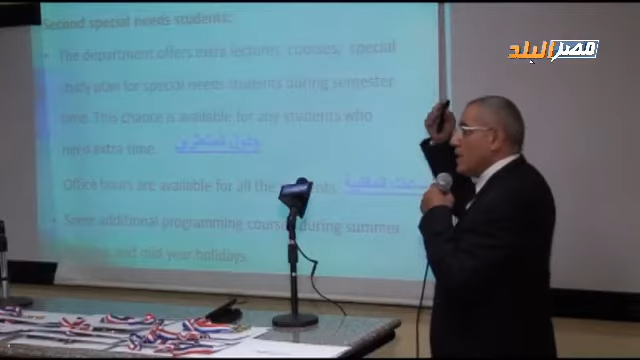 مصر البلد
Second special needs students:
• The department offers extra lectures, courses, special
study plan for special needs students during semester
time. This chance is available for any students who
need extra time.
Office hours are available for all the students.
• Some additional programming courses during summer
and mid year holidays.